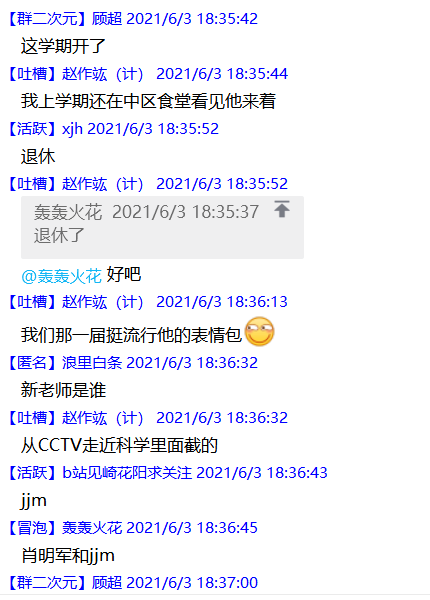 【群二次元】顾超 2021/6/3 18:35:42
这学期开了
【吐槽】赵作竑（计） 2021/6/3 18:35:44
我上学期还在中区食堂看见他来着
【活跃】xjh 2021/6/3 18:35:52
退休
【吐槽】赵作竑（计） 2021/6/3 18:35:52
轰轰火花 2021/6/3 18:35:37
退休了
@轰轰火花 好吧
【吐槽】赵作竑（计） 2021/6/3 18:36:13
我们那一届挺流行他的表情包
【匿名】浪里白条 2021/6/3 18:36:32
新老师是谁
【吐槽】赵作竑（计） 2021/6/3 18:36:32
从CCTV走近科学里面截的
【活跃】b站见崎花阳求关注 2021/6/3 18:36:43
jjm
【冒泡】轰轰火花 2021/6/3 18:36:45
肖明军和jjm
【群二次元】顾超 2021/6/3 18:37:00